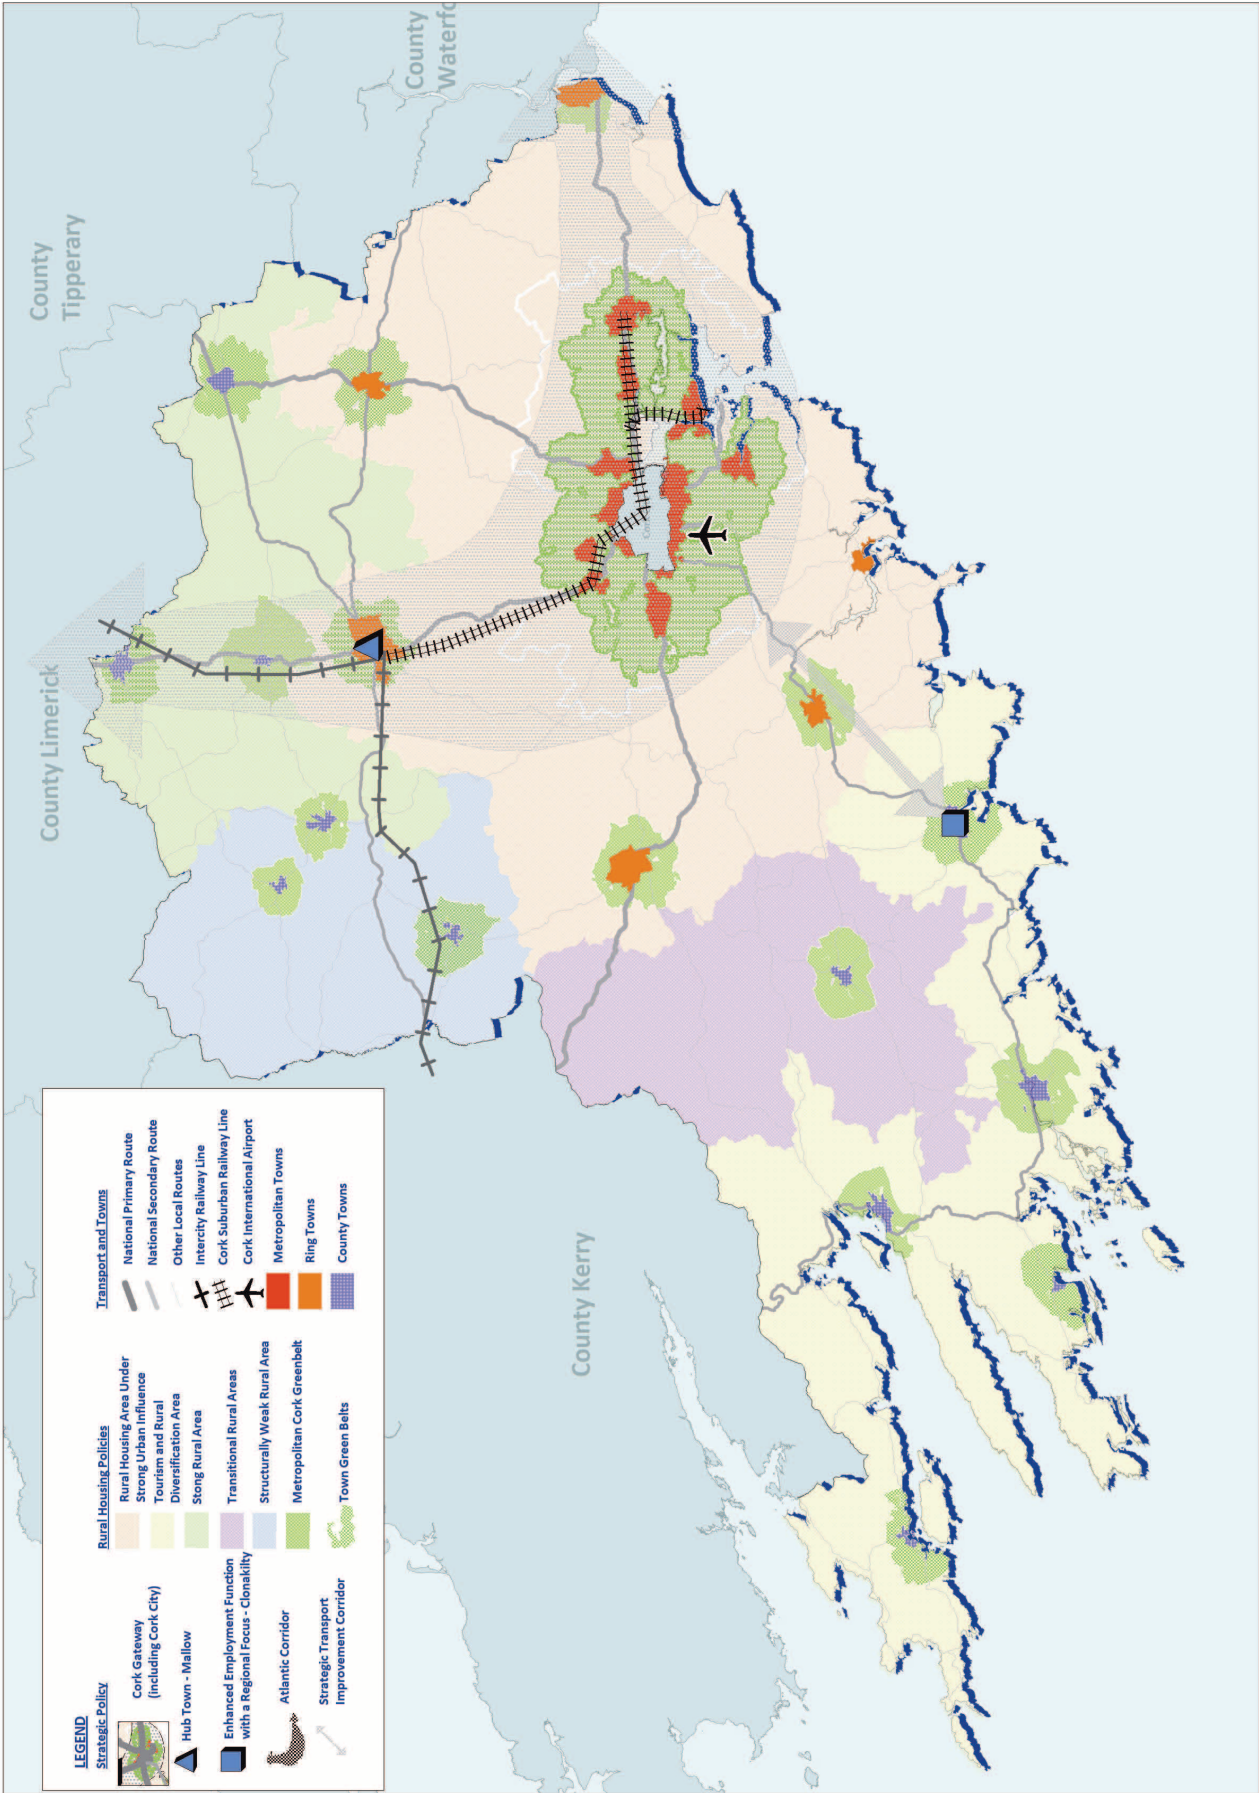 County
Waterfo
County
Tipperary
County Limerick
County Kerry
LEGEND
Strategic Policy
Cork Gateway
(including Cork City)
Hub Town - Mallow
Enhanced Employment Function
with a Regional Focus - Clonakilty
Atlantic Corridor
Strategic Transport
Improvement Corridor
Rural Housing Policies
Rural Housing Area Under
Strong Urban Influence
Tourism and Rural
Diversification Area
Stong Rural Area
Transitional Rural Areas
Structurally Weak Rural Area
Metropolitan Cork Greenbelt
Town Green Belts
Transport and Towns
National Primary Route
National Secondary Route
Other Local Routes
Intercity Railway Line
Cork Suburban Railway Line
Cork International Airport
Metropolitan Towns
Ring Towns
County Towns